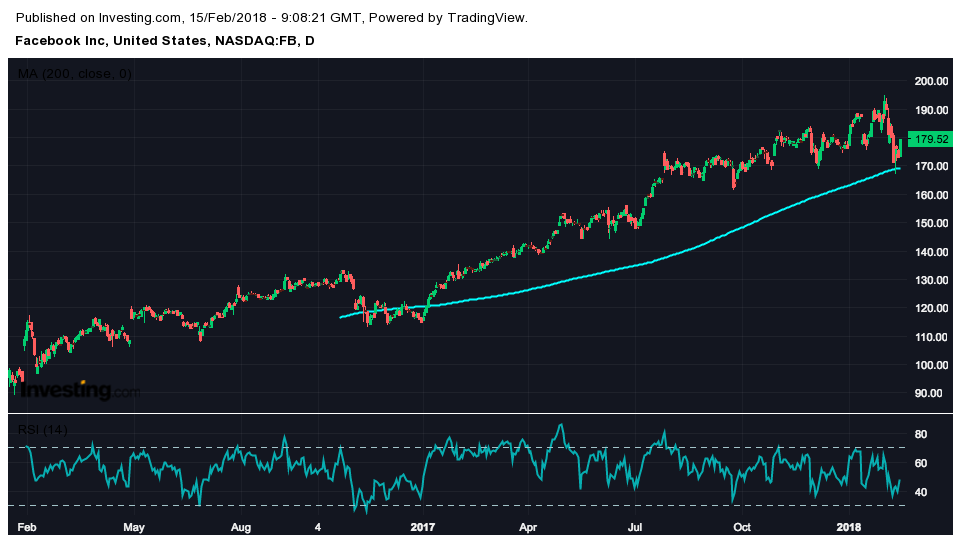 Published on Investing.com, 15/Feb/2018 - 9:08:21 GMT, Powered by TradingView.
Facebook Inc, United States, NASDAQ:FB, D
MA (200, close, 0)
200.00
190.00
179.52
170.00
160.00
150.00
140.00
130.00
120.00
110.00
100.00
90.00
Investing.com
RSI (14)
80
60
40
Feb May Aug 4 2017 Apr Jul Oct 2018